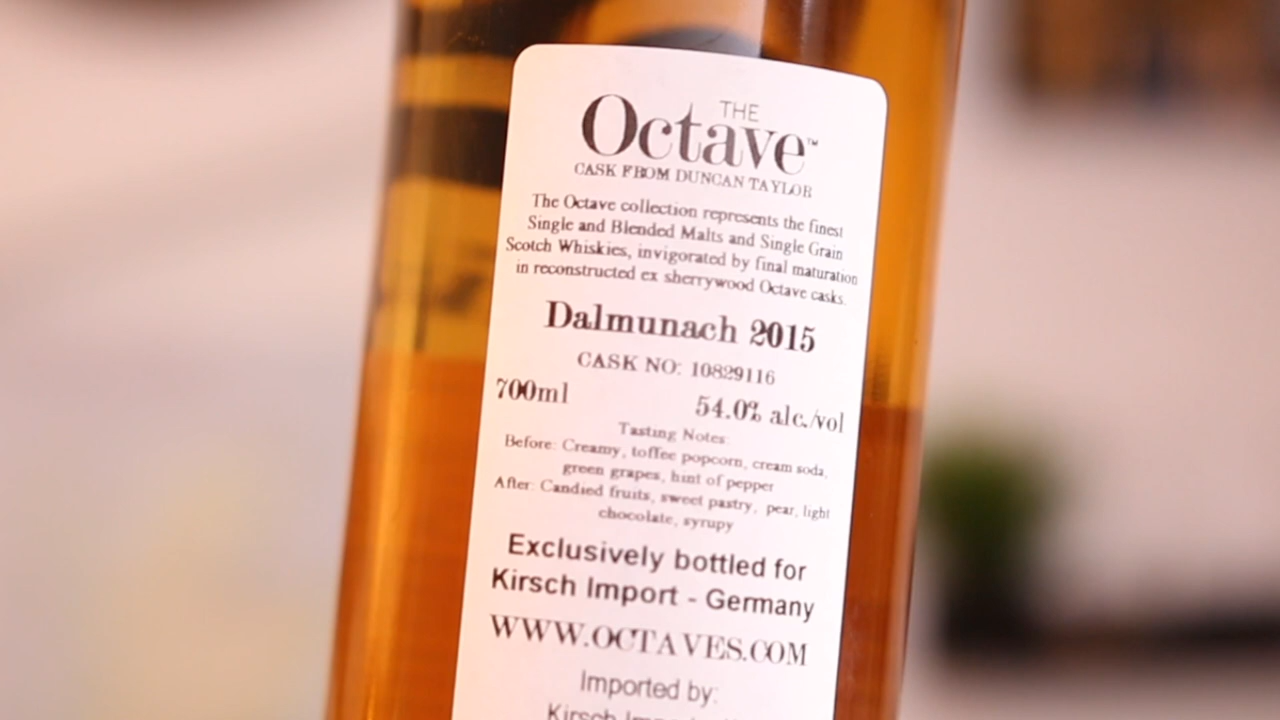 THE
Octave™
CASK FROM DUNCAN TAYLOR
The Octave collection represents the finest
Single and Blended Malts and Single Grain
Scotch Whiskies, invigorated by final maturation
in reconstructed ex sherrywood Octave casks.
Dalmunach 2015
CASK NO: 10829116
700ml 54.0% alc./vol
Tasting Notes:
Before: Creamy, toffee popcorn, cream soda,
green grapes, hint of pepper
After: Candied fruits, sweet pastry, pear, light
chocolate, syrupy
Exclusively bottled for
Kirsch Import - Germany
WWW.OCTAVES.COM
Imported by:
Kirsch